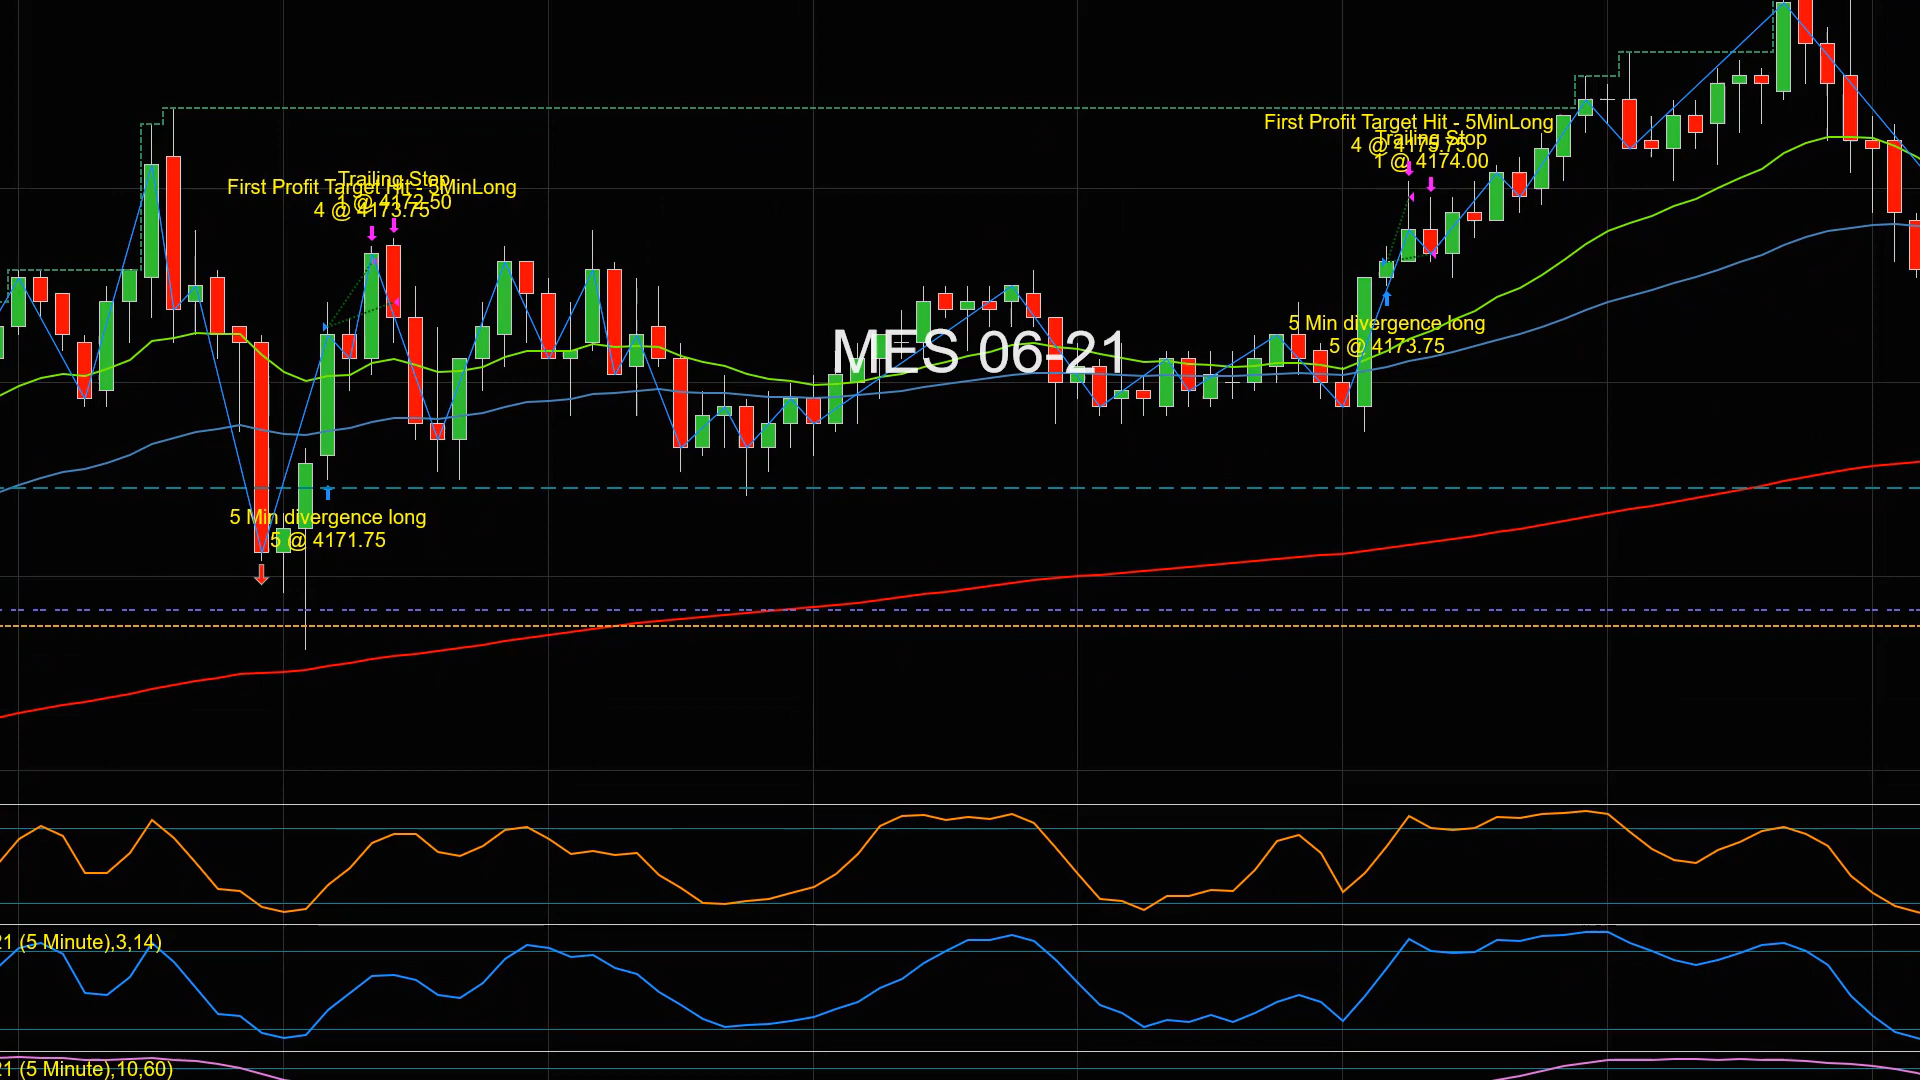 First Profit Target Hit - 5MinLong
Trailing Stop
4 @ 4175.75
1 @ 4174.00
Trailing Stop
First Profit Target Hit - 5MinLong
1 @ 4172.50
4 @ 4173.75
5 Min divergence long
5 @ 4173.75
MES 06-21
5 Min divergence long
5 @ 4171.75
21 (5 Minute),3,14)
21 (5 Minute),10,60)